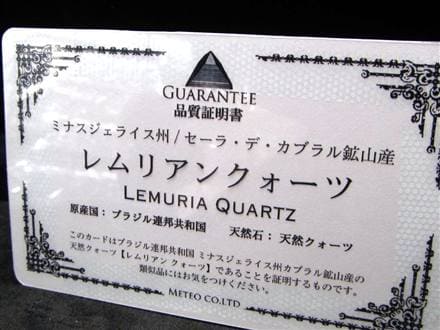 GUARANTEE
品質証明書
ミナスジェライス州/セーラ・デ・カブラル鉱山産
レムリアンクォーツ
LEMURIA QUARTZ
原産国：ブラジル連邦共和国　天然石：天然クォーツ
このカードはブラジル連邦共和国 ミナスジェライス州カブラル鉱山産の
天然クォーツ【レムリアン クォーツ】であることを証明するものです。
類似品にはお気をつけください。
METEO CO.LTD